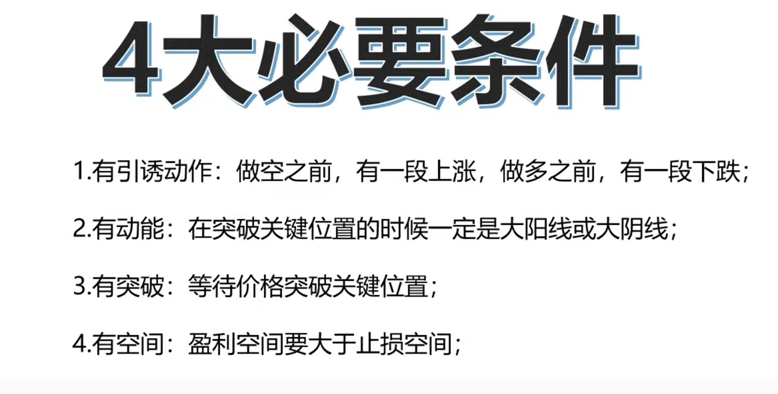 4大必要条件
1.有引诱动作：做空之前，有一段上涨，做多之前，有一段下跌；
2.有动能：在突破关键位置的时候一定是大阳线或大阴线；
3.有突破：等待价格突破关键位置；
4.有空间：盈利空间要大于止损空间；